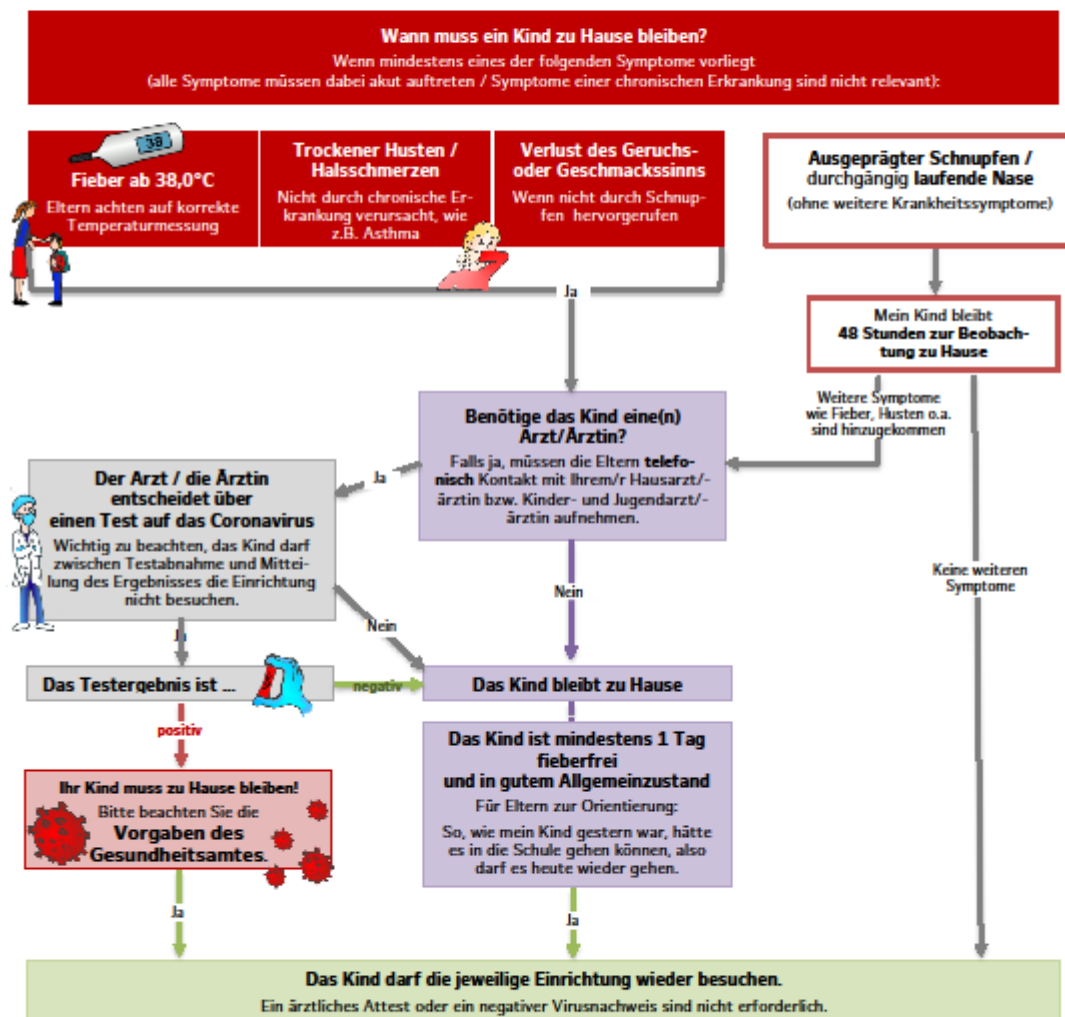 Wann muss ein Kind zu Hause bleiben?
Wenn mindestens eines der folgenden Symptome vorliegt
(alle Symptome müssen dabei akut auftreten / Symptome einer chronischen Erkrankung sind nicht relevant):
38
Fieber ab 38,0°C
Eltern achten auf korrekte
Temperaturmessung
Trockener Husten /
Halsschmerzen
Nicht durch chronische Er-
krankung verursacht, wie
z.B. Asthma
Verlust des Geruchs-
oder Geschmackssinns
Wenn nicht durch Schnup-
fen hervorgerufen
Ausgeprägter Schnupfen /
durchgängig laufende Nase
(ohne weitere Krankheitssymptome)
Ja
Mein Kind bleibt
48 Stunden zur Beobach-
tung zu Hause
Weitere Symptome
wie Fieber, Husten o.a.
sind hinzugekommen
Benötige das Kind eine(n)
Arzt/Ärztin?
Falls ja, müssen die Eltern telefo-
nisch Kontakt mit Ihrem/r Hausarzt/-
ärztin bzw. Kinder- und Jugendarzt/-
ärztin aufnehmen.
Ja
Der Arzt / die Ärztin
entscheidet über
einen Test auf das Coronavirus
Wichtig zu beachten, das Kind darf
zwischen Testabnahme und Mittei-
lung des Ergebnisses die Einrichtung
nicht besuchen.
Keine weiteren
Symptome
Nein
Nein
Ja
Das Testergebnis ist ...
negativ
Das Kind bleibt zu Hause
positiv
Das Kind ist mindestens 1 Tag
fieberfrei
und in gutem Allgemeinzustand
Für Eltern zur Orientierung:
So, wie mein Kind gestern war, hätte
es in die Schule gehen können, also
darf es heute wieder gehen.
Ihr Kind muss zu Hause bleiben!
Bitte beachten Sie die
Vorgaben des
Gesundheitsamtes.
Ja
Ja
Das Kind darf die jeweilige Einrichtung wieder besuchen.
Ein ärztliches Attest oder ein negativer Virusnachweis sind nicht erforderlich.